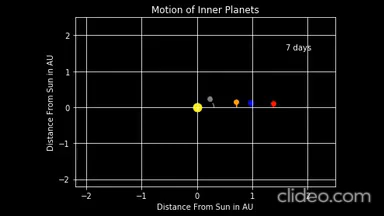 Motion of Inner Planets
7 days
Distance From Sun in AU
2
1
0
−1
−2
−2
−1
0
1
2
Distance From Sun in AU
clideo.com